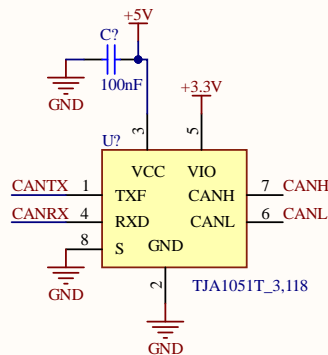 +5V
C?
100nF
GND
+3.3V
3
5
U?
VCC
VIO
CANTX
1
TXF
CANH
7
CANH
CANRX
4
RXD
CANL
6
CANL
8
S
GND
GND
2
TJA1051T_3,118
GND